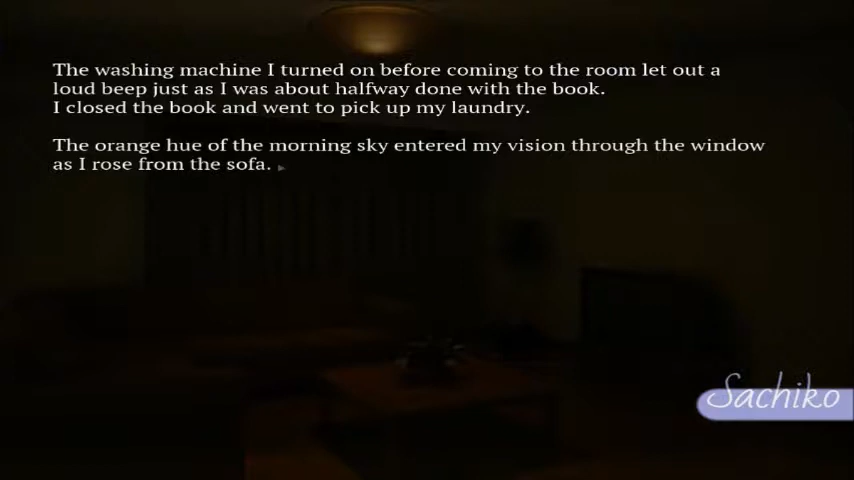 The washing machine I turned on before coming to the room let out a
loud beep just as I was about halfway done with the book.
I closed the book and went to pick up my laundry.
The orange hue of the morning sky entered my vision through the window
as I rose from the sofa.
Sachiko